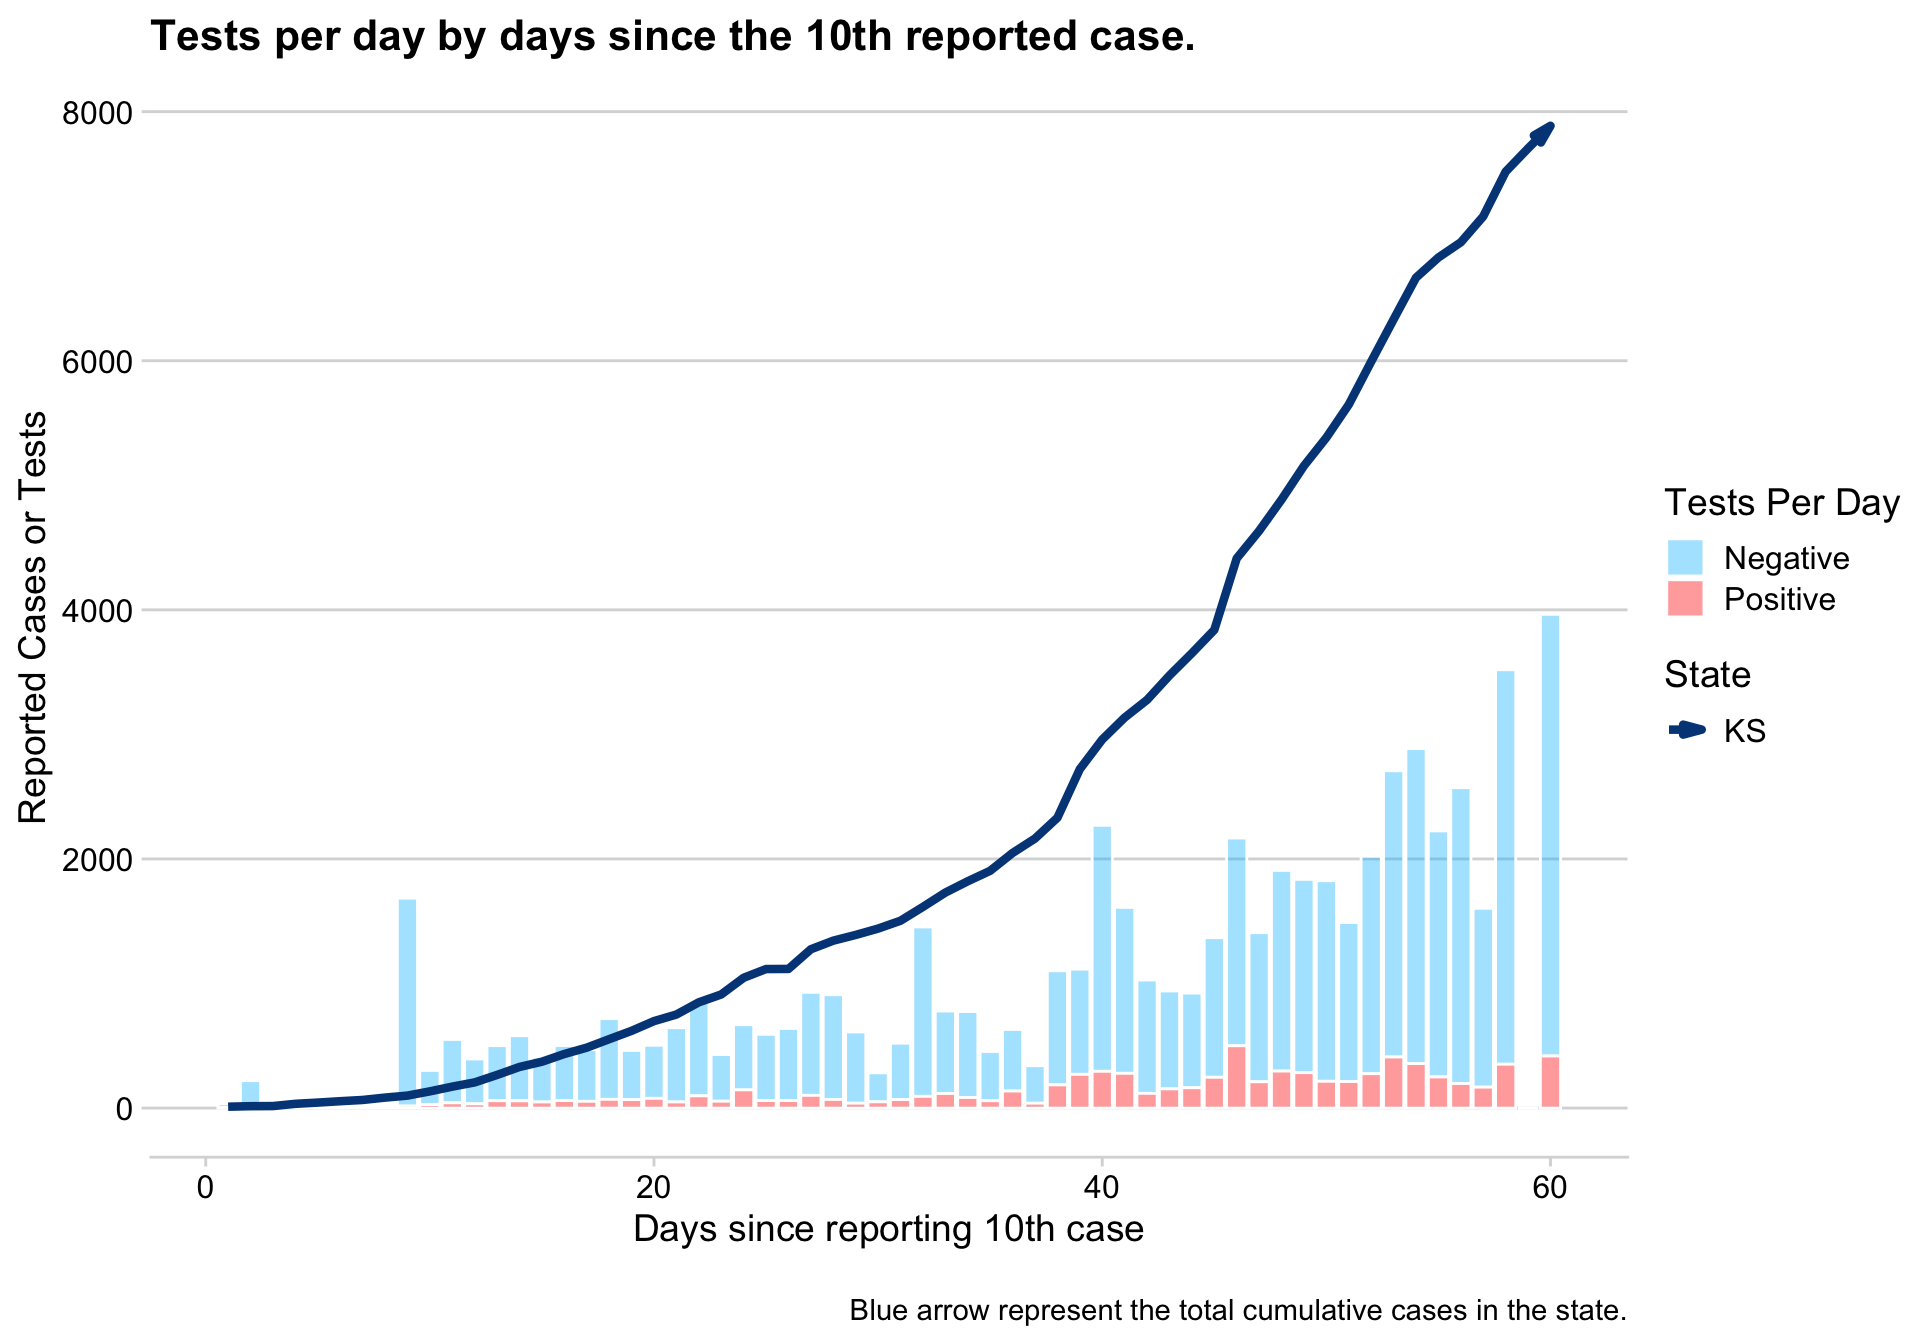 Tests per day by days since the 10th reported case.
8000
6000
4000
2000
0
Reported Cases or Tests
0
20
40
60
Days since reporting 10th case
Tests Per Day
Negative
Positive
State
KS
Blue arrow represent the total cumulative cases in the state.